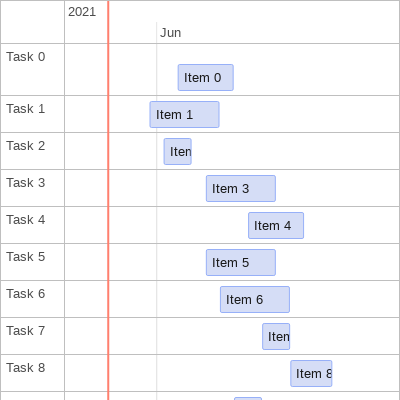 2021
Jun
Task 0
Item 0
Task 1
Item 1
Task 2
Iten
Task 3
Item 3
Task 4
Item 4
Task 5
Item 5
Task 6
Item 6
Task 7
Iten
Task 8
Item 8